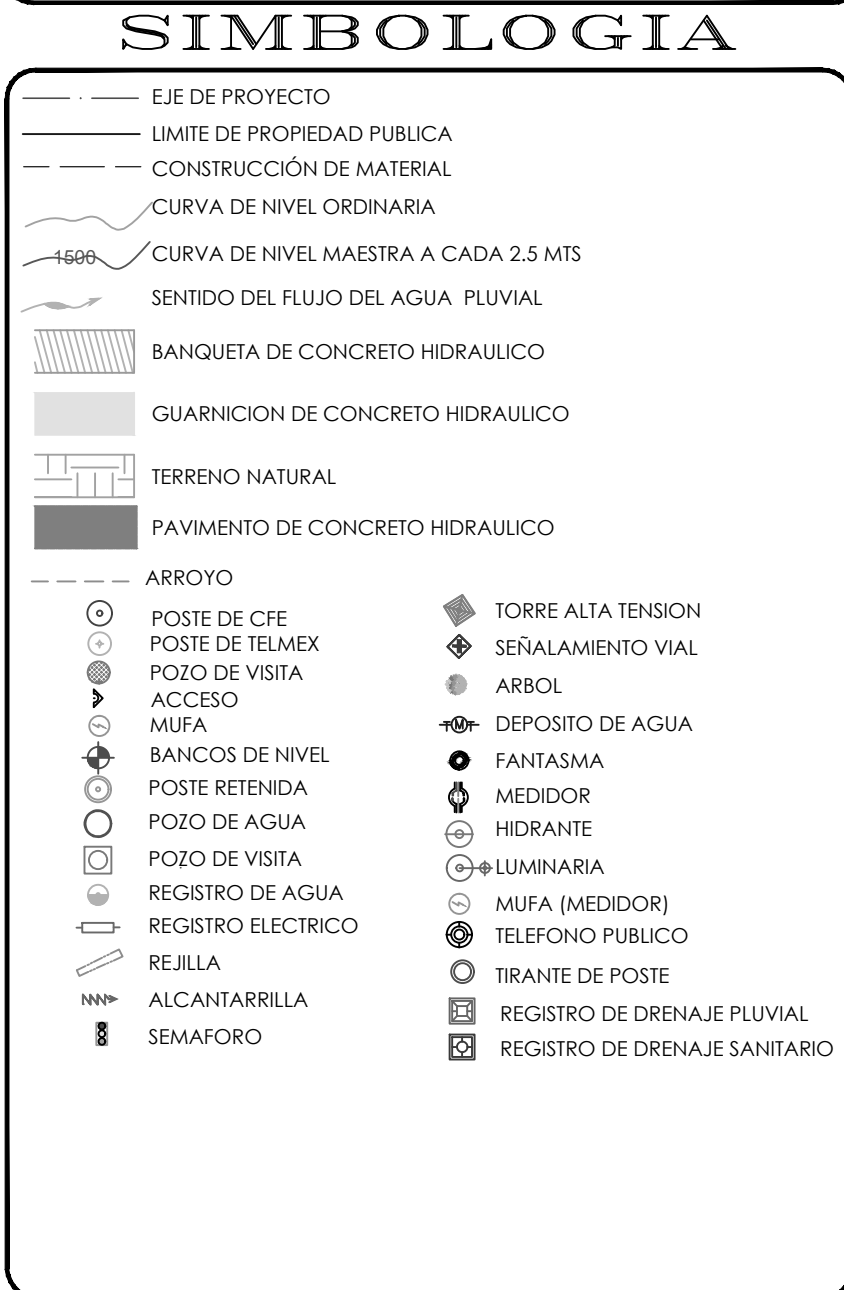 SIMBOLOGIA
EJE DE PROYECTO
LIMITE DE PROPIEDAD PUBLICA
CONSTRUCCIÓN DE MATERIAL
CURVA DE NIVEL ORDINARIA
1500 CURVA DE NIVEL MAESTRA A CADA 2.5 MTS
SENTIDO DEL FLUJO DEL AGUA PLUVIAL
BANQUETA DE CONCRETO HIDRAULICO
GUARNICION DE CONCRETO HIDRAULICO
TERRENO NATURAL
PAVIMENTO DE CONCRETO HIDRAULICO
ARROYO
POSTE DE CFE
POSTE DE TELMEX
POZO DE VISITA
ACCESO
MUFA
BANCOS DE NIVEL
POSTE RETENIDA
POZO DE AGUA
POZO DE VISITA
REGISTRO DE AGUA
REGISTRO ELECTRICO
REJILLA
ALCANTARRILLA
SEMAFORO
TORRE ALTA TENSION
SEÑALAMIENTO VIAL
ARBOL
TMT DEPOSITO DE AGUA
FANTASMA
MEDIDOR
HIDRANTE
LUMINARIA
MUFA (MEDIDOR)
TELEFONO PUBLICO
TIRANTE DE POSTE
REGISTRO DE DRENAJE PLUVIAL
REGISTRO DE DRENAJE SANITARIO